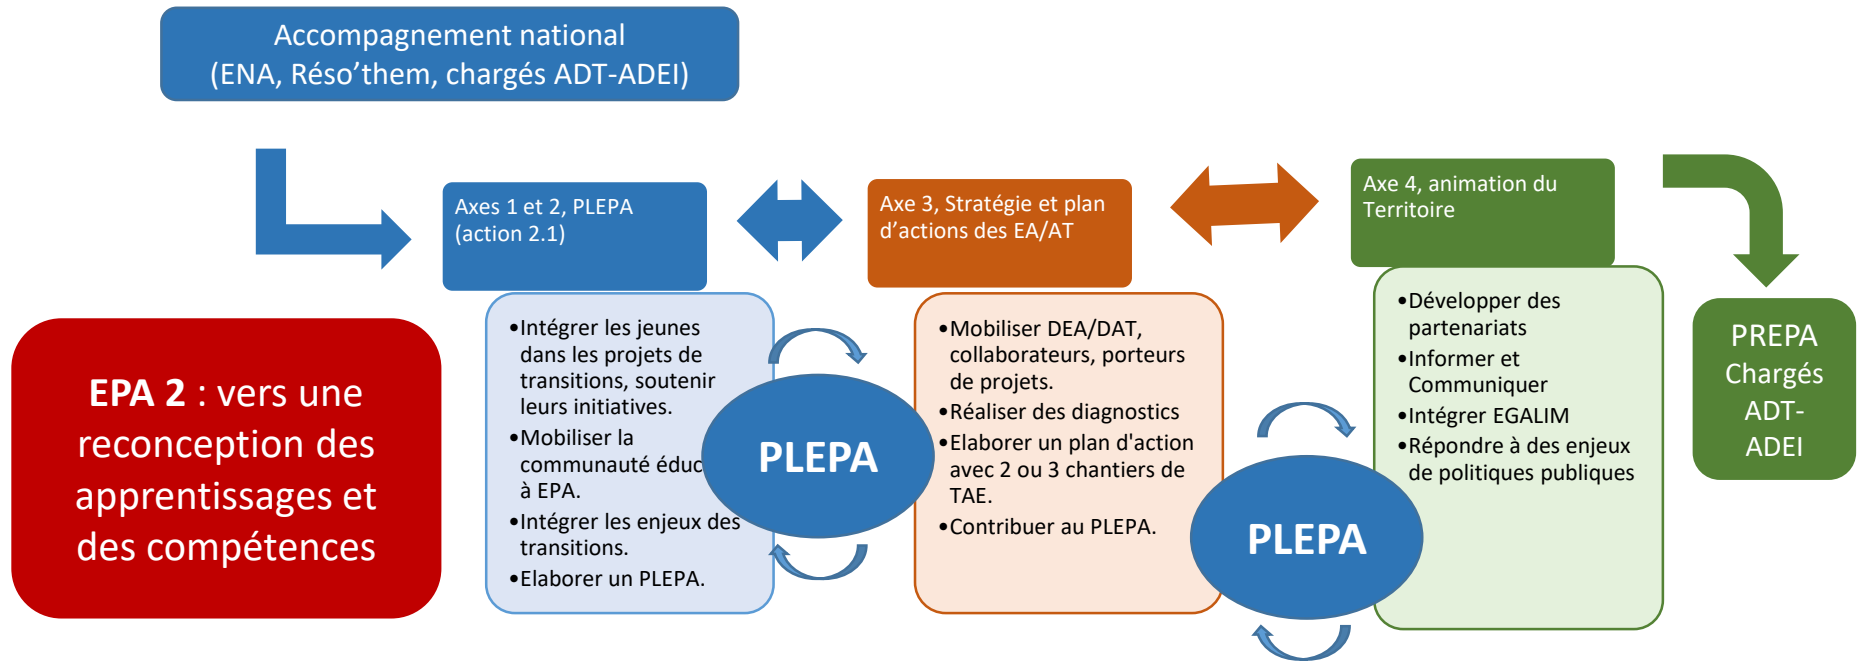 Accompagnement national
(ENA, Réso’them, chargés ADT-ADEI)
Axes 1 et 2, PLEPA
(action 2.1)
Axe 3, Stratégie et plan
d’actions des EA/AT
Axe 4, animation du
Territoire
EPA 2 : vers une
reconception des
apprentissages et
des compétences
•Intégrer les jeunes
dans les projets de
transitions, soutenir
leurs initiatives.
•Mobiliser la
communauté éduc
à EPA.
•Intégrer les enjeux des
transitions.
•Elaborer un PLEPA.
PLEPA
•Mobiliser DEA/DAT,
collaborateurs, porteurs
de projets.
•Réaliser des diagnostics
•Elaborer un plan d'action
avec 2 ou 3 chantiers de
TAE.
•Contribuer au PLEPA.
PLEPA
•Développer des
partenariats
•Informer et
Communiquer
•Intégrer EGALIM
•Répondre à des enjeux
de politiques publiques
PREPA
Chargés
ADT-
ADEI